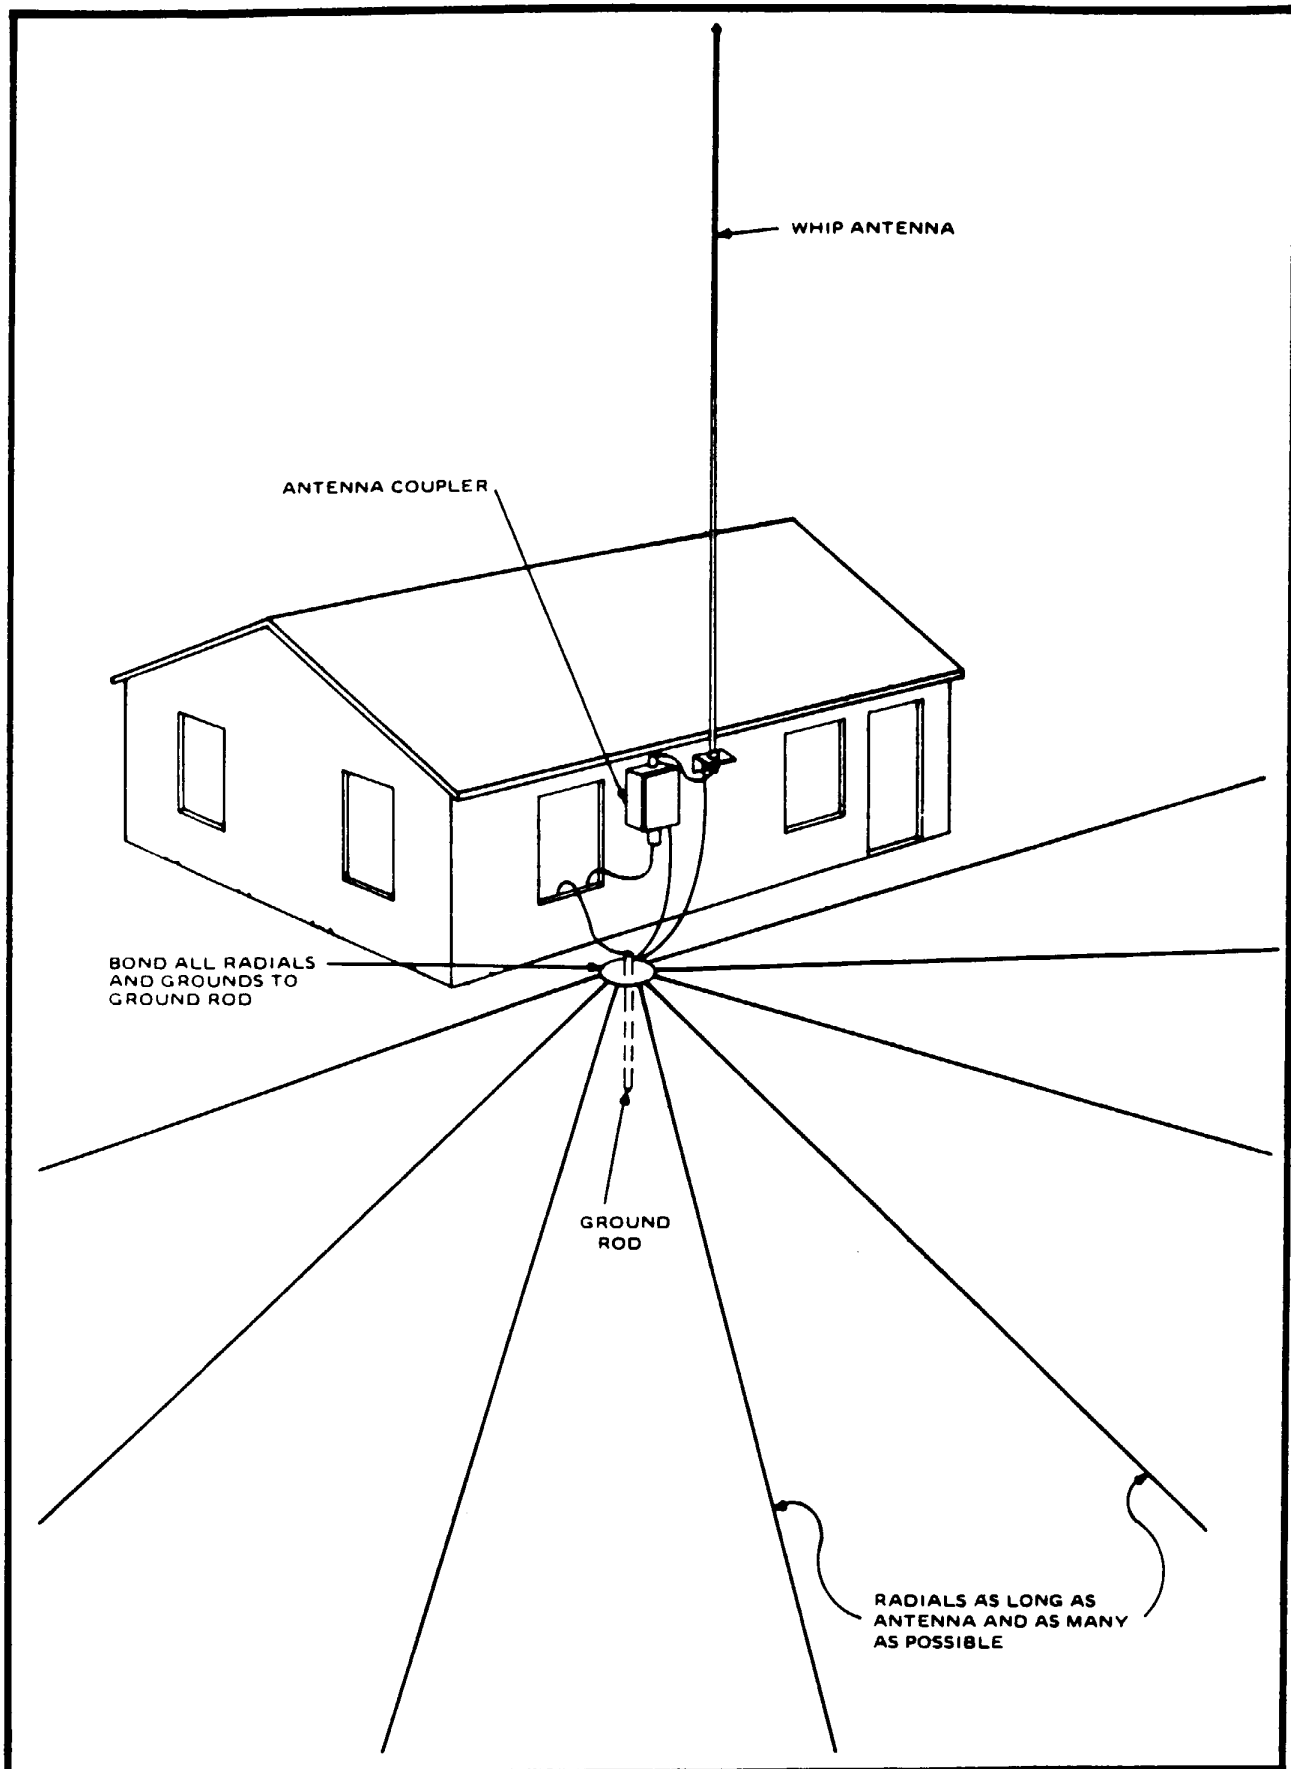 WHIP ANTENNA
ANTENNA COUPLER
BOND ALL RADIALS
AND GROUNDS TO
GROUND ROD
GROUND
ROD
RADIALS AS LONG AS
ANTENNA AND AS MANY
AS POSSIBLE